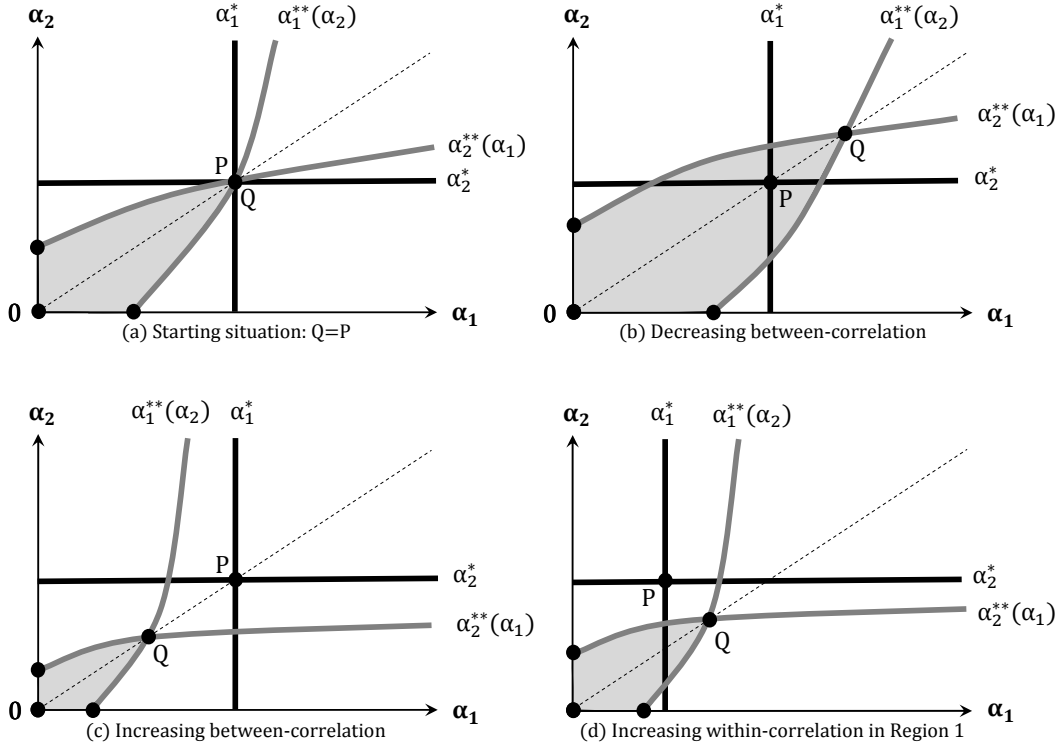 α₂
α₁*
α₁**(α₂)
P
Q
α₂**(α₁)
α₂*
0
α₁
(a) Starting situation: Q=P
α₂
α₁*
α₁**(α₂)
α₂**(α₁)
Q
α₂*
P
0
α₁
(b) Decreasing between-correlation
α₂
α₁**(α₂)
α₁*
P
α₂*
α₂**(α₁)
Q
0
α₁
(c) Increasing between-correlation
α₂
α₁*
α₁**(α₂)
α₂*
P
α₂**(α₁)
Q
0
α₁
(d) Increasing within-correlation in Region 1